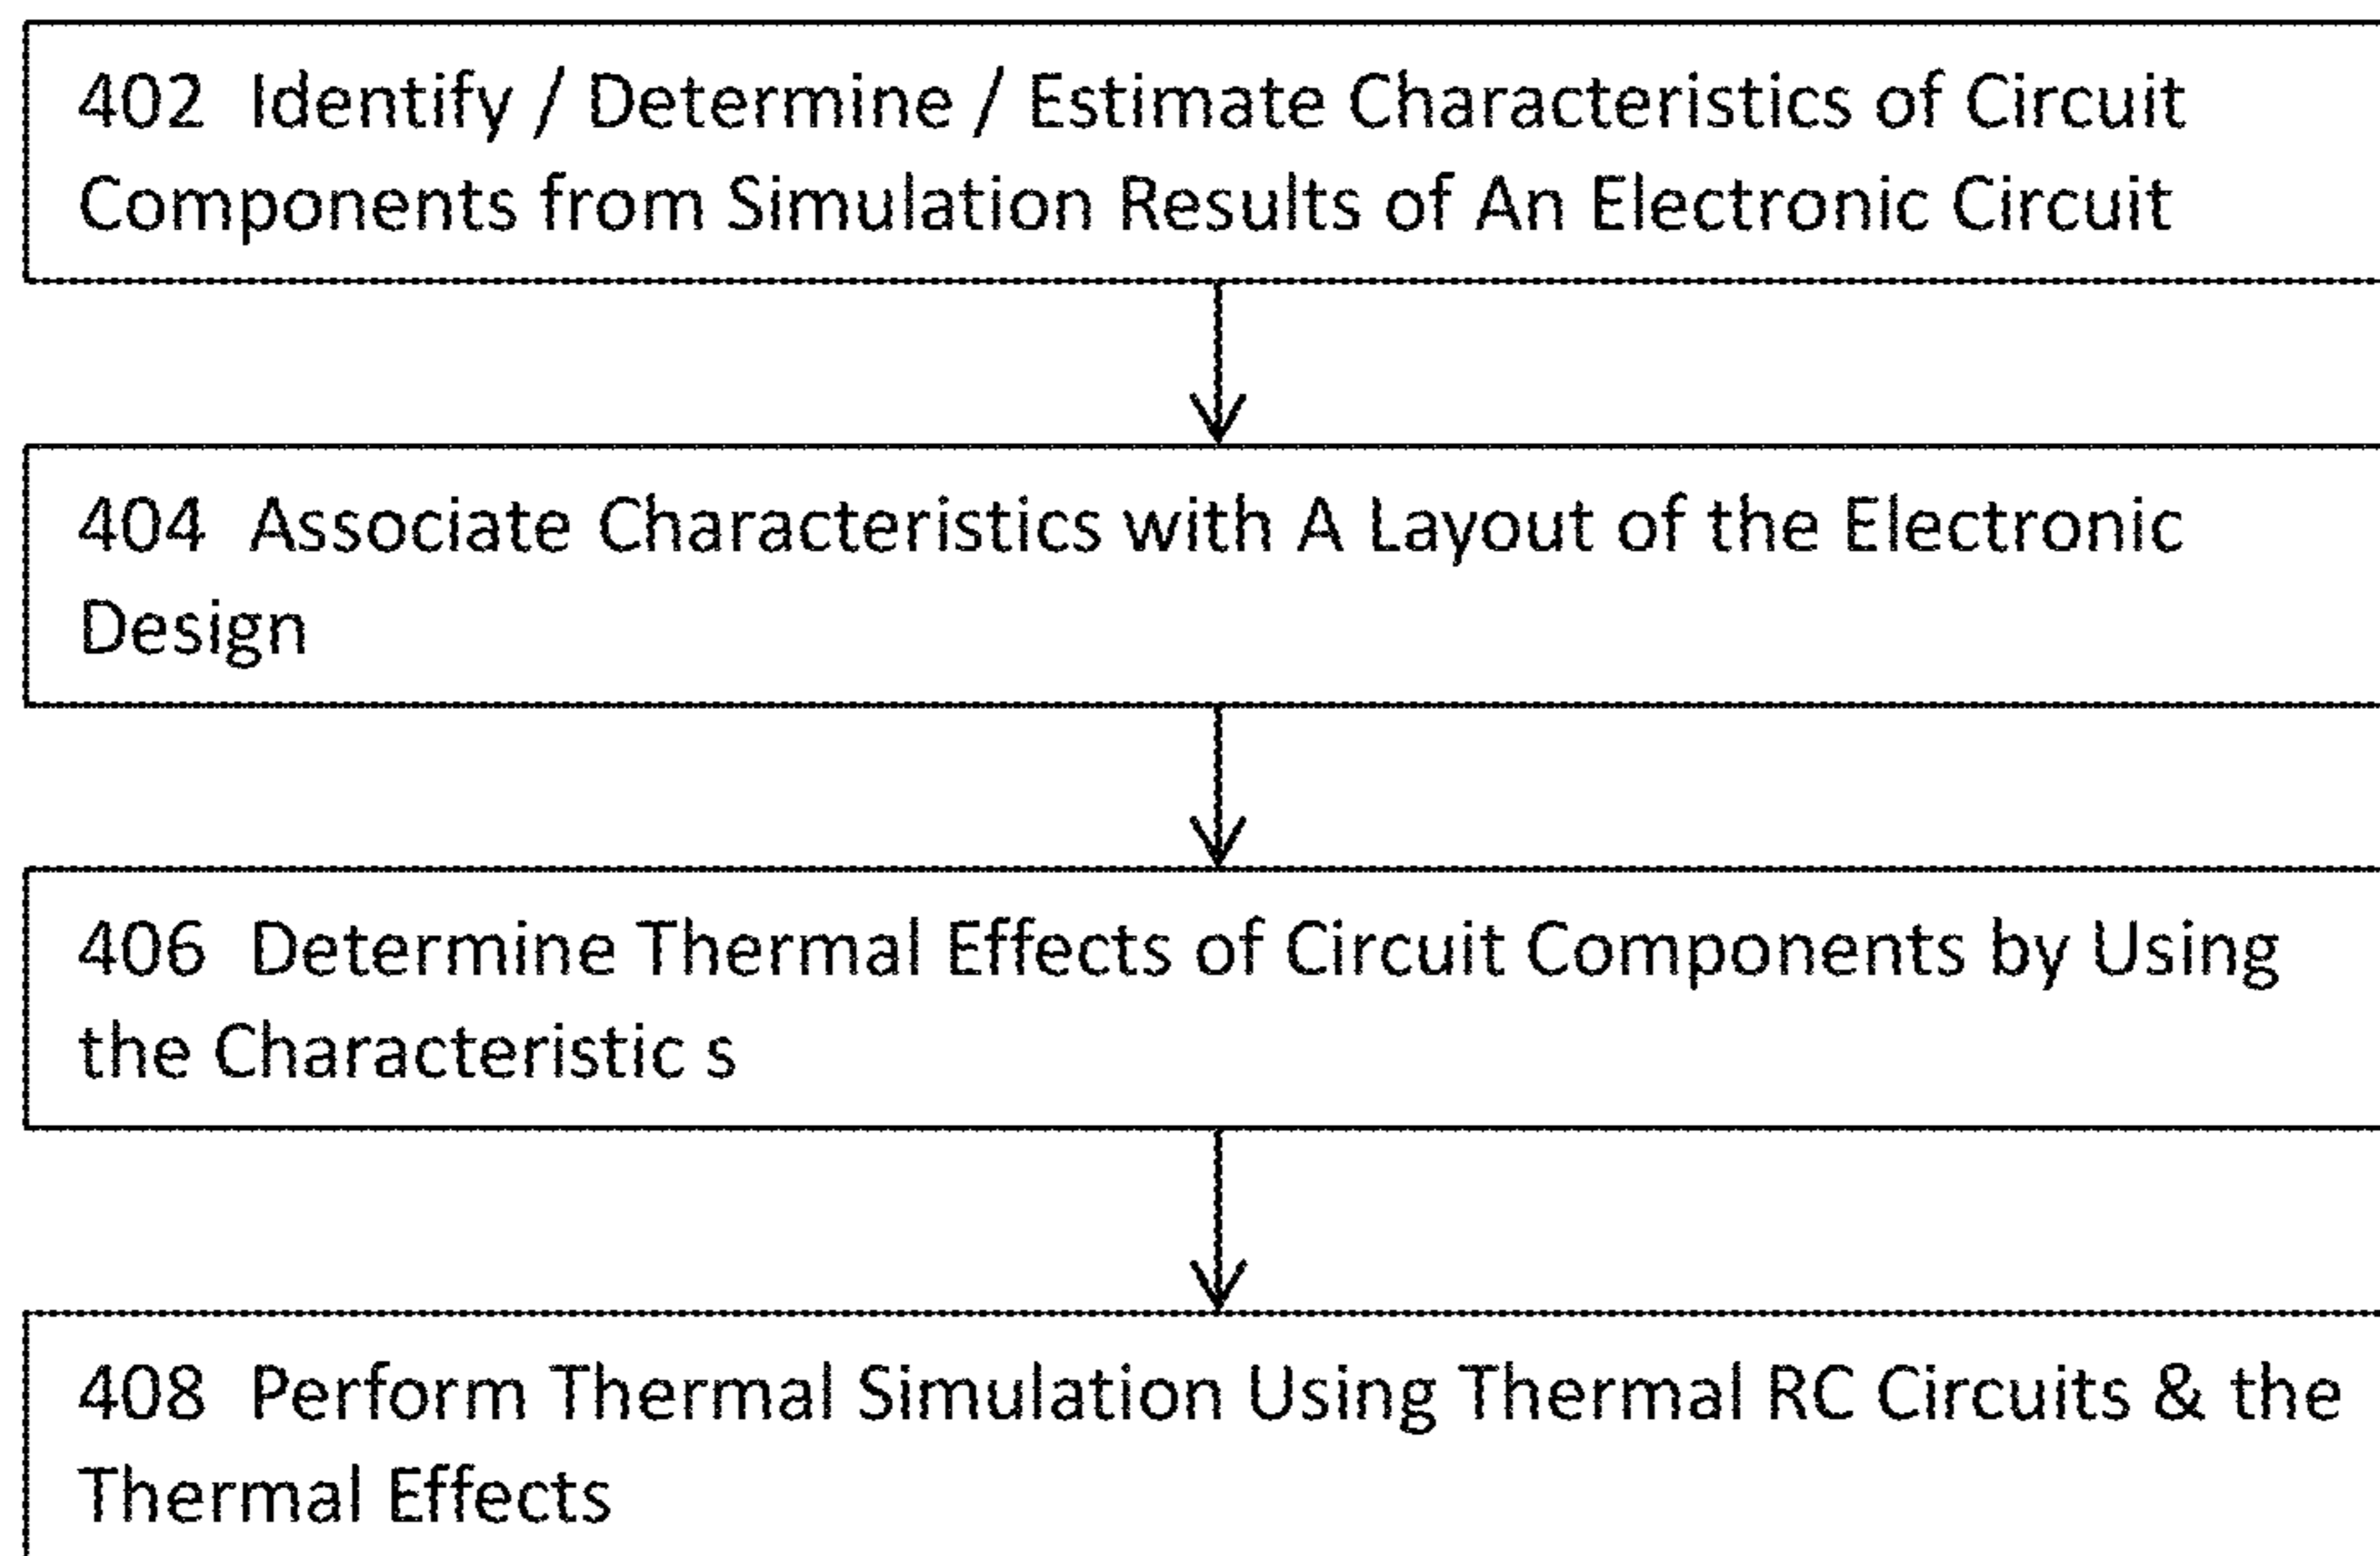 402 Identify / Determine / Estimate Characteristics of Circuit
Components from Simulation Results of An Electronic Circuit
404 Associate Characteristics with A Layout of the Electronic
Design
406 Determine Thermal Effects of Circuit Components by Using
the Characteristic s
408 Perform Thermal Simulation Using Thermal RC Circuits & the
Thermal Effects